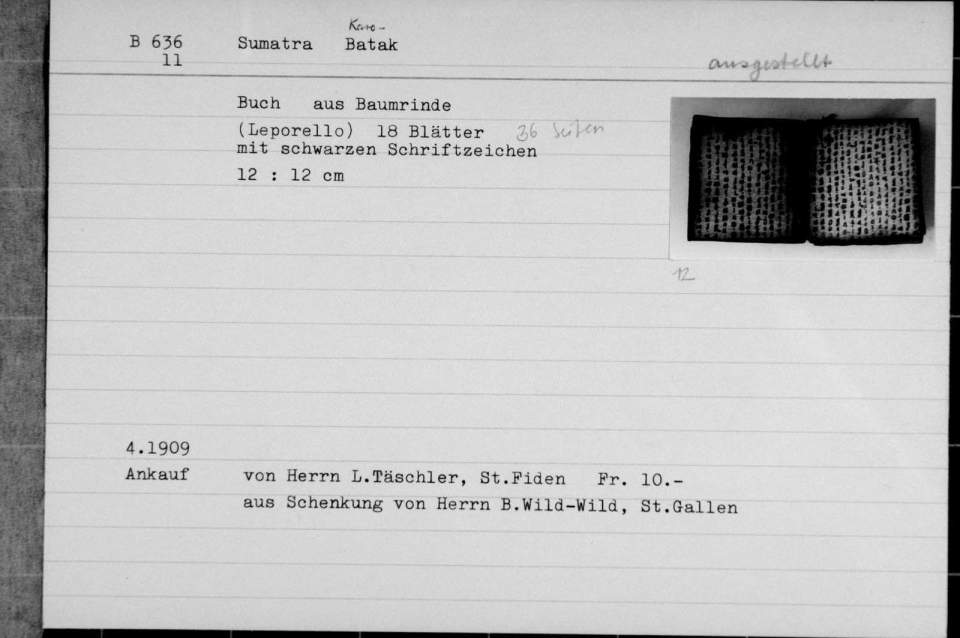 Karo-
B 636 Sumatra Batak
11
ausgestellt
Buch aus Baumrinde
(Leporello) 18 Blätter 36 Seiten
mit schwarzen Schriftzeichen
12 : 12 cm
12
4.1909
Ankauf von Herrn L.Täschler, St.Fiden Fr. 10.-
aus Schenkung von Herrn B.Wild-Wild, St.Gallen